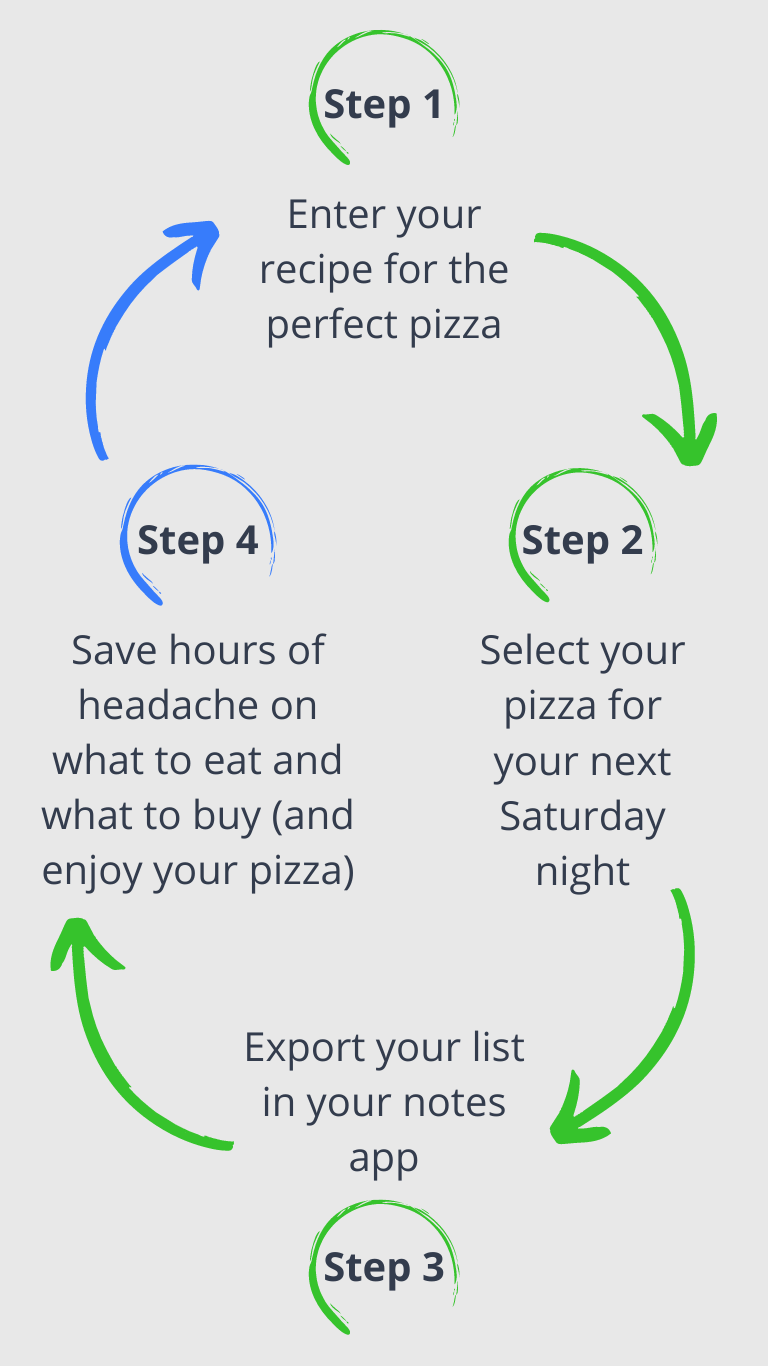 Step 1
Enter your
recipe for the
perfect pizza
Step 2
Select your
pizza for
your next
Saturday
night
Export your list
in your notes
app
Step 3
Step 4
Save hours of
headache on
what to eat and
what to buy (and
enjoy your pizza)